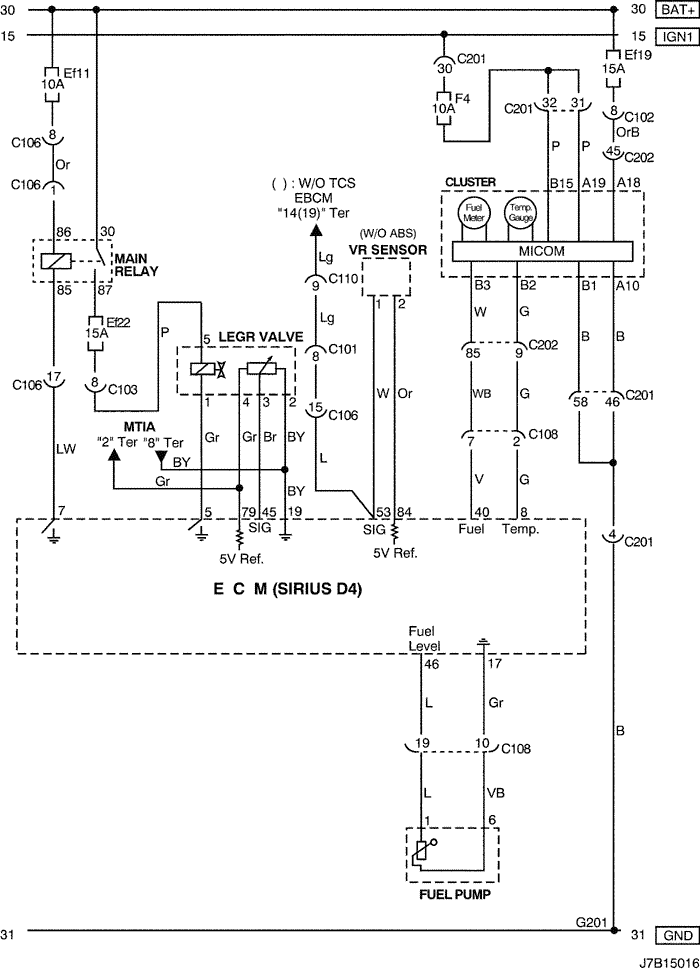 30 30 BAT+
15 15 IGN1
Ef11
10A
C201
30
F4
10A
Ef19
15A
8
C106
Or
C106
1
C201 32 31
8 C102
OrB
45 C202
P P
( ) : W/O TCS
EBCM
"14(19)" Ter
CLUSTER B15 A19 A18
Fuel
Meter
Temp.
Gauge
MICOM
86 30
MAIN
RELAY
85 87
Lg
9 C110
Lg
(W/O ABS)
VR SENSOR
1 2
B3 B2 B1 A10
W G B B
Ef22
15A
P
5 LEGR VALVE
8 C101
85 9 C202
17
C106
8 C103
1 4 3 2
15 C106
W Or
WB G
58 46 C201
MTIA
"2" Ter "8" Ter
BY
Gr
LW
Gr Gr Br BY
BY
L
7 2 C108
V G
7 5 79 45 19 53 84 40 8
SIG
5V Ref.
SIG
5V Ref.
Fuel Temp.
4 C201
E C M (SIRIUS D4)
Fuel
Level
46 17
L Gr
B
19 10 C108
L VB
1 6
FUEL PUMP
G201
31 31 GND
J7B15016